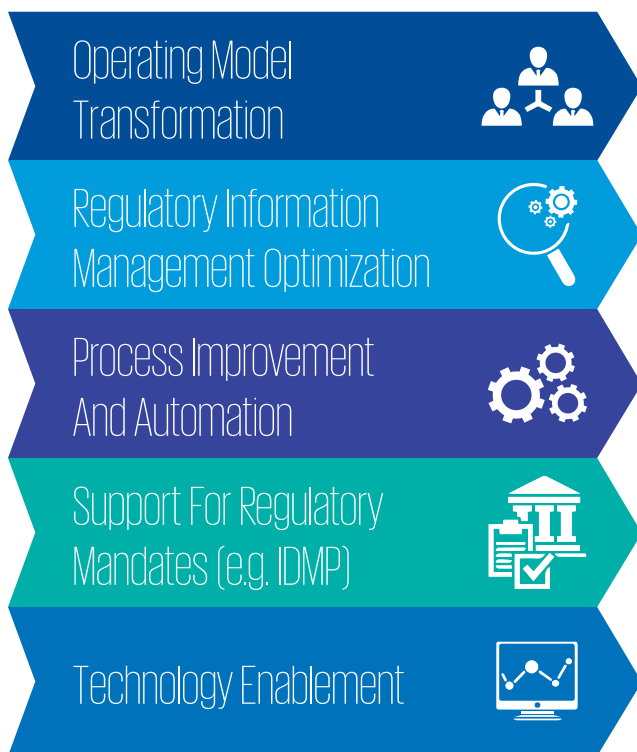 Operating Model
Transformation
Regulatory Information
Management Optimization
Process Improvement
And Automation
Support For Regulatory
Mandates (e.g. IDMP)
Technology Enablement